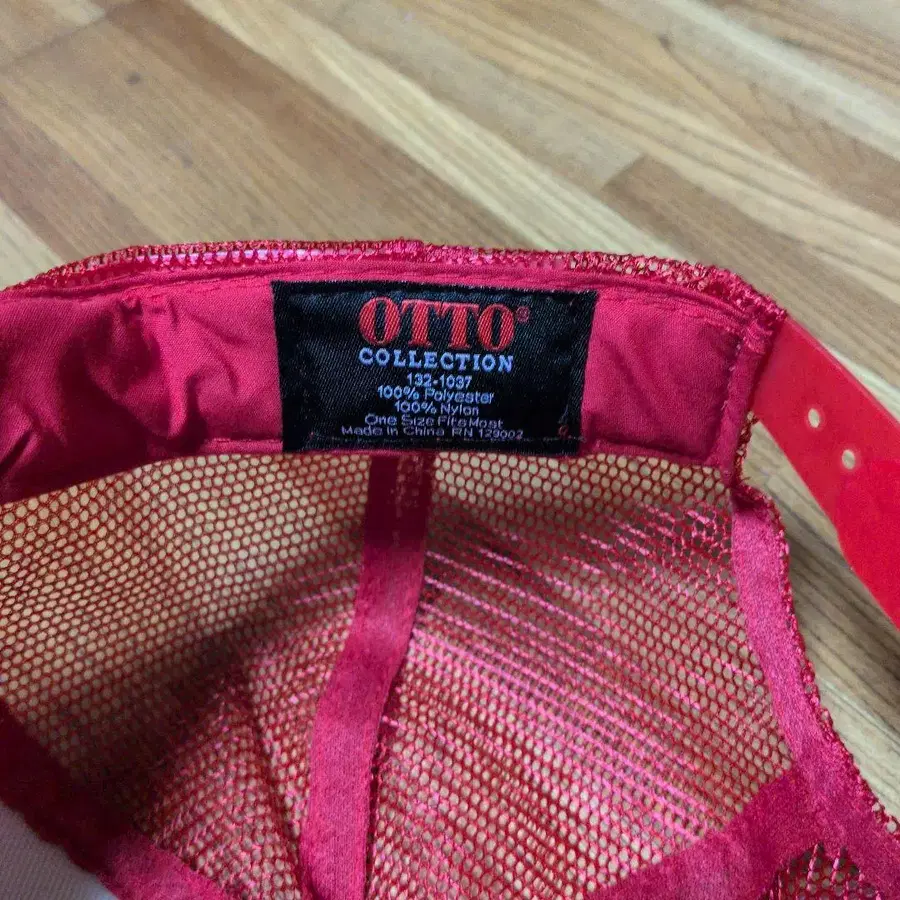 OTTO®
COLLECTION
132-1037
100% Polyester
100% Nylon
One Size Fits Most
Made in China RN 129002